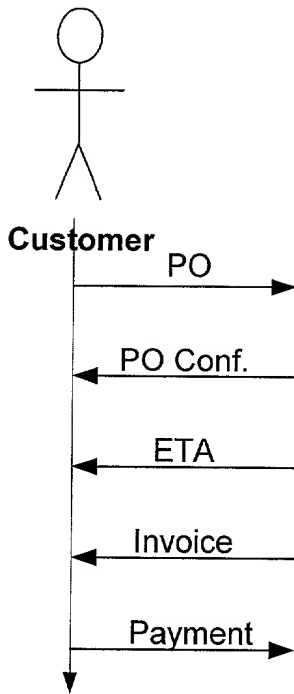 Customer
PO
PO Conf.
ETA
Invoice
Payment